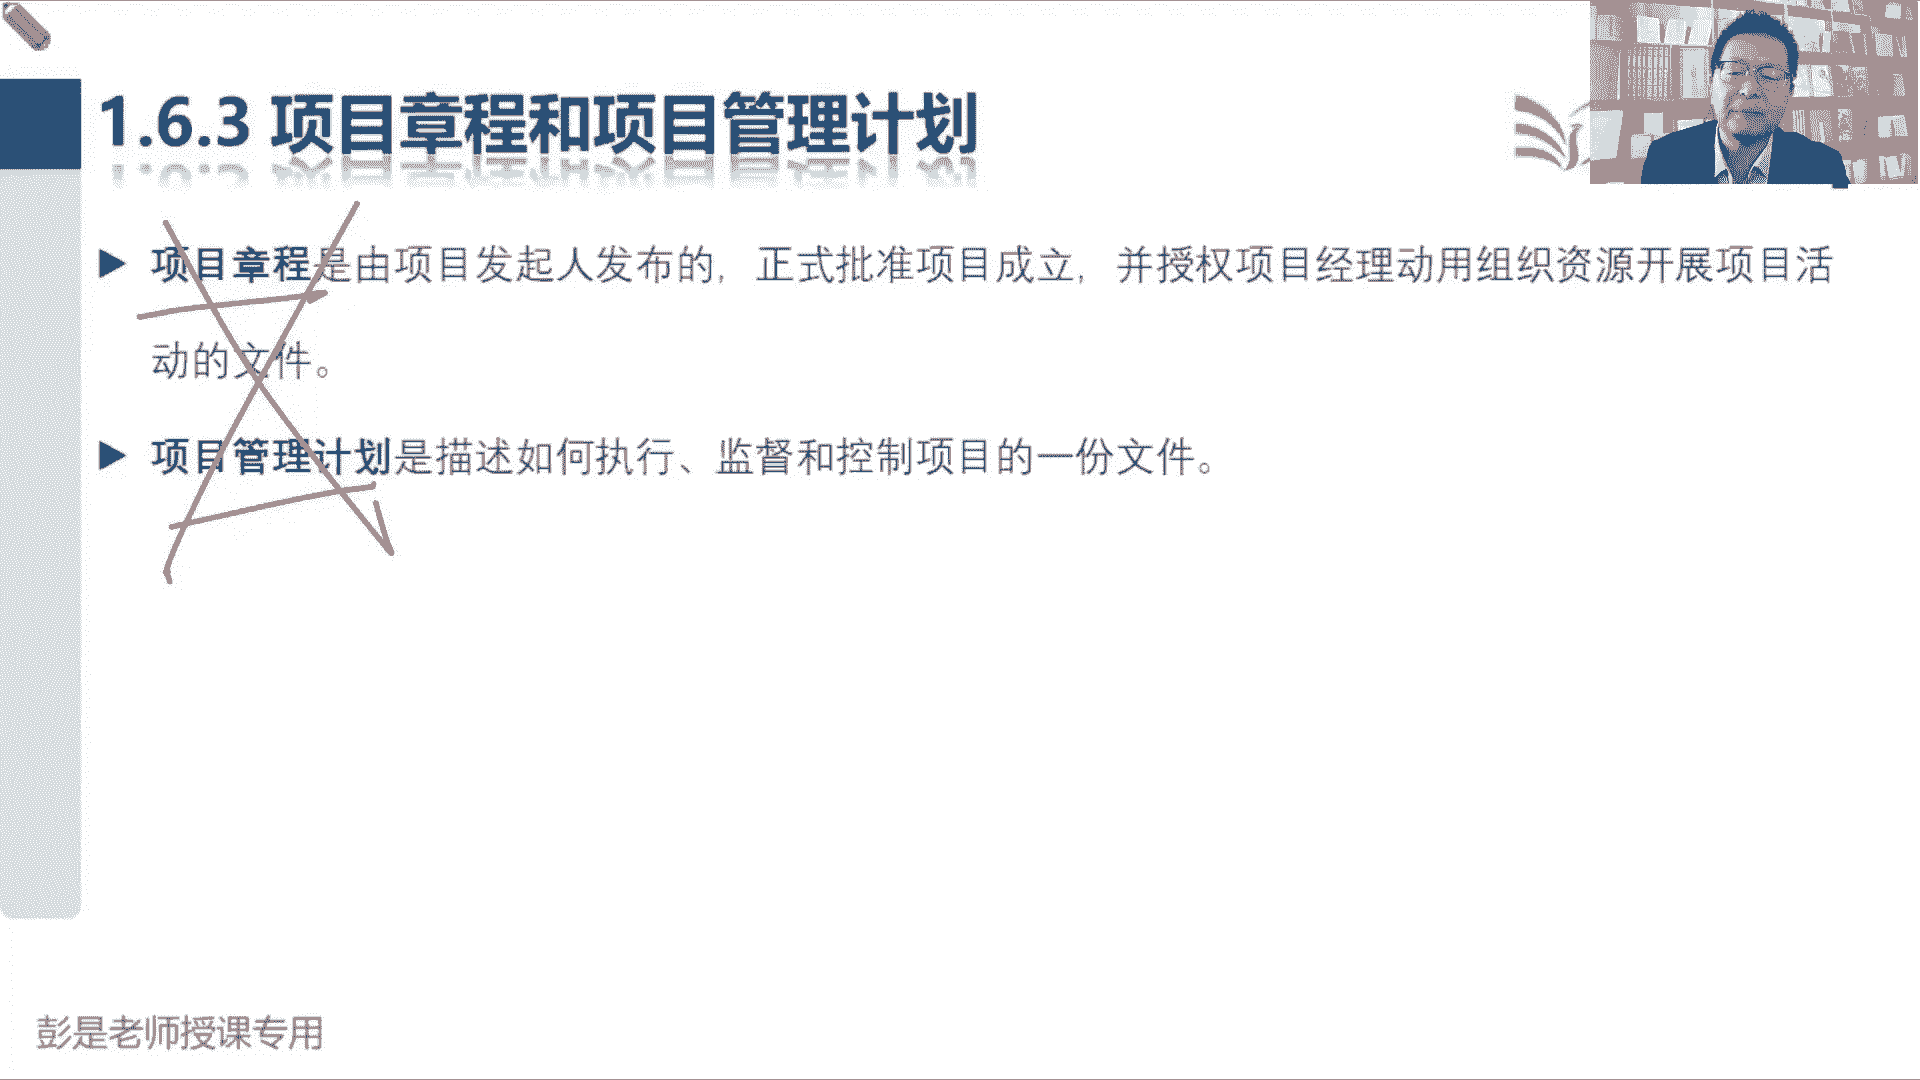 1.6.3 项目章程和项目管理计划
项目章程是由项目发起人发布的，正式批准项目成立，并授权项目经理动用组织资源开展项目活
动的文件。
项目管理计划是描述如何执行、监督和控制项目的一份文件。
彭是老师授课专用